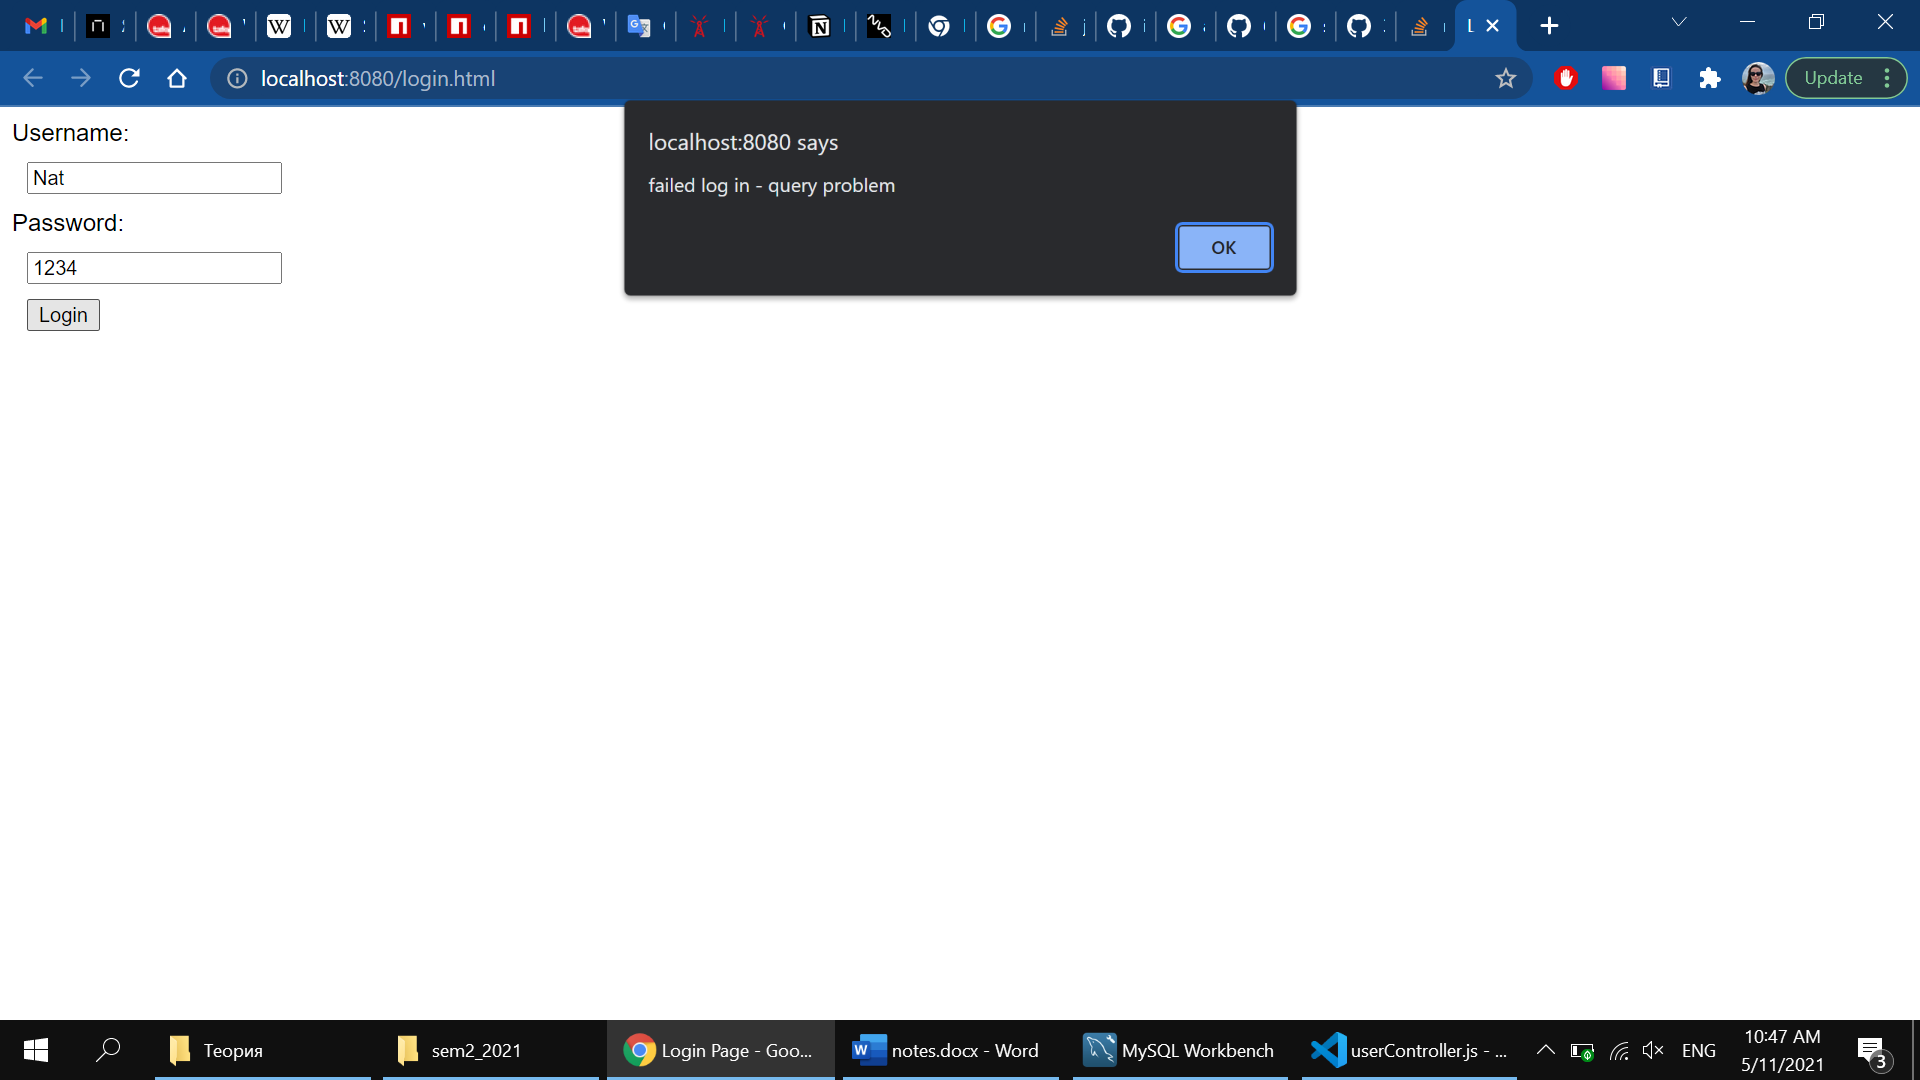 localhost:8080/login.html
Update
Username:
Nat
Password:
1234
Login
localhost:8080 says
failed log in - query problem
OK
Теория
sem2_2021
Login Page - Goo...
notes.docx - Word
MySQL Workbench
userController.js - ...
ENG
10:47 AM
5/11/2021
3